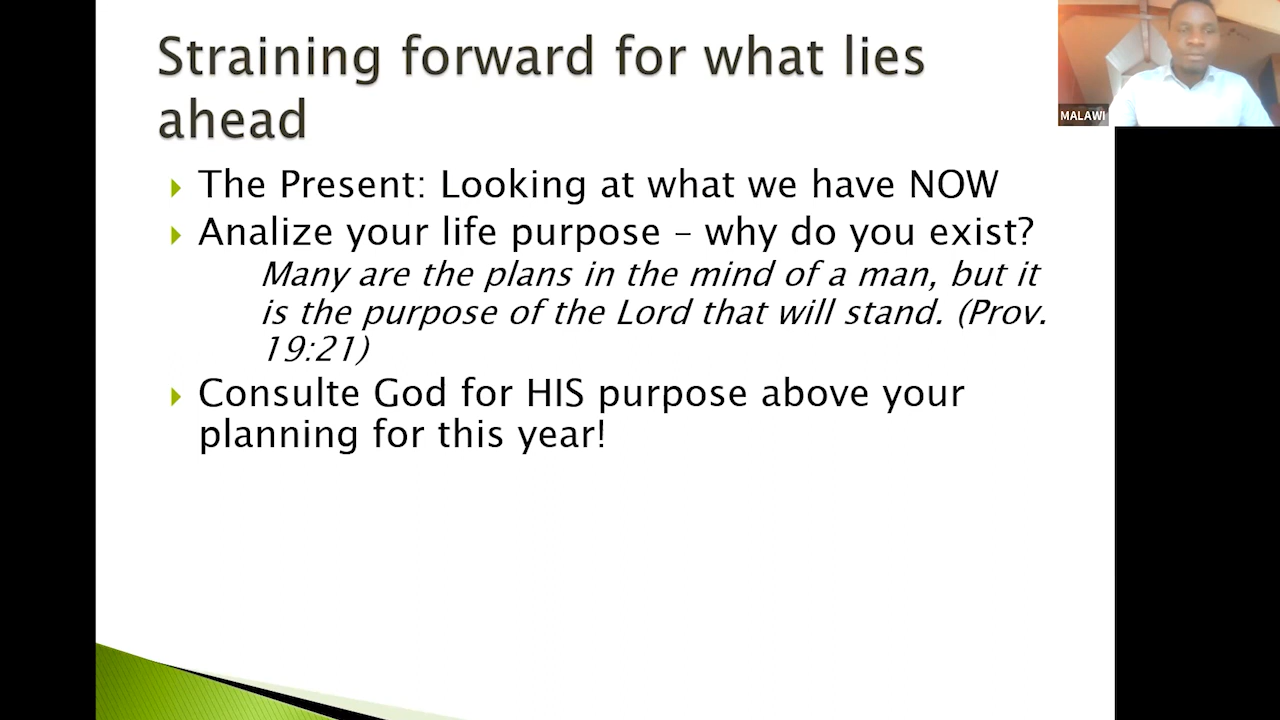 Straining forward for what lies
ahead
The Present: Looking at what we have NOW
Analize your life purpose – why do you exist?
Many are the plans in the mind of a man, but it
is the purpose of the Lord that will stand. (Prov.
19:21)
Consulte God for HIS purpose above your
planning for this year!
MALAWI